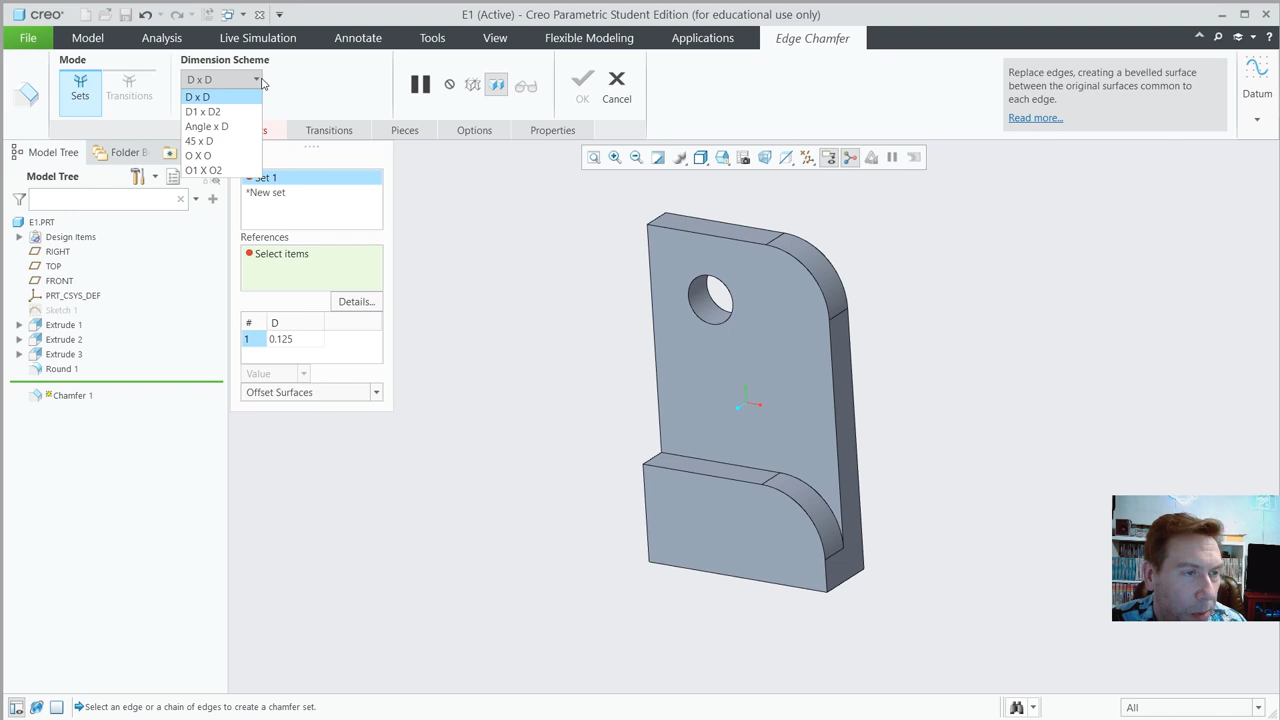 creo
E1 (Active) - Creo Parametric Student Edition (for educational use only)
File
Model
Analysis
Live Simulation
Annotate
Tools
View
Flexible Modeling
Applications
Edge Chamfer
Mode
Sets
Transitions
Dimension Scheme
D x D
D x D
D1 x D2
Angle x D
45 x D
O X O
O1 X O2
OK
Cancel
Replace edges, creating a bevelled surface
between the original surfaces common to
each edge.
Read more...
Datum
Transitions
Pieces
Options
Properties
Model Tree
Folder B
Model Tree
E1.PRT
Design Items
RIGHT
TOP
FRONT
PRT_CSYS_DEF
Sketch 1
Extrude 1
Extrude 2
Extrude 3
Round 1
Chamfer 1
Set 1
*New set
References
Select items
Details...
# D
1 0.125
Value
Offset Surfaces
Select an edge or a chain of edges to create a chamfer set.
All